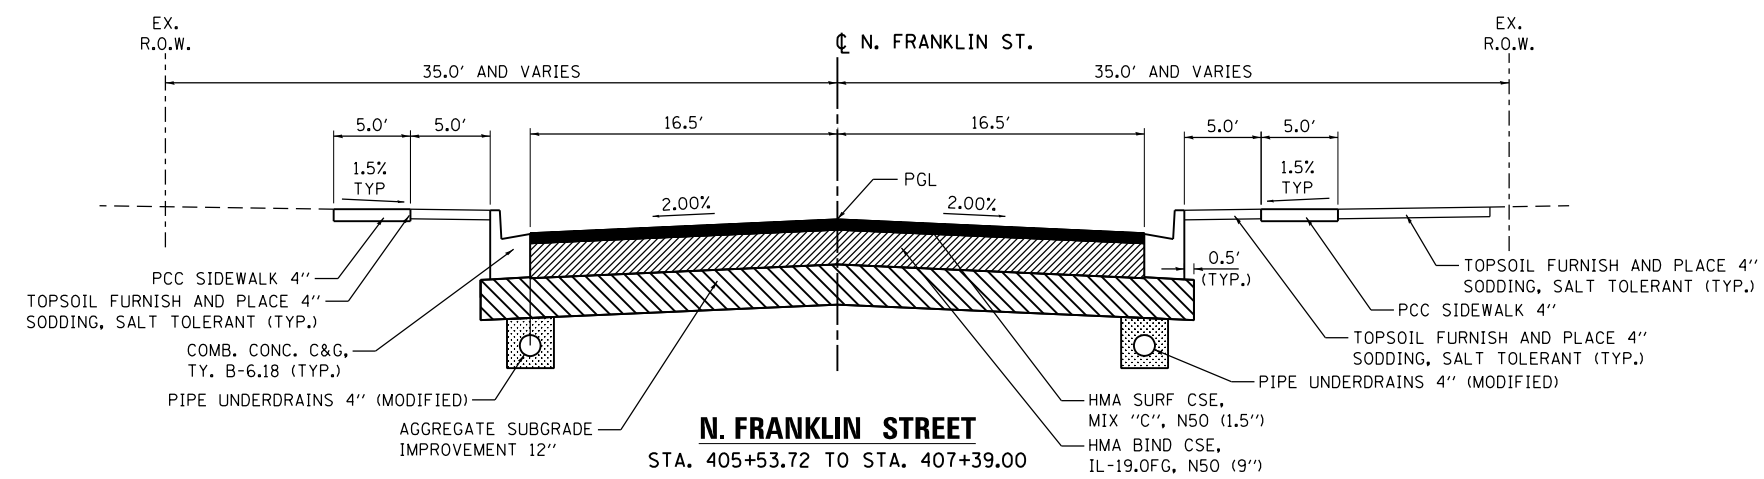 EX.
R.O.W.
℄ N. FRANKLIN ST.
EX.
R.O.W.
35.0' AND VARIES
35.0' AND VARIES
5.0'
5.0'
16.5'
16.5'
5.0'
5.0'
1.5%
TYP
PGL
1.5%
TYP
2.00%
2.00%
0.5'
(TYP.)
PCC SIDEWALK 4"
TOPSOIL FURNISH AND PLACE 4"
SODDING, SALT TOLERANT (TYP.)
COMB. CONC. C&G,
TY. B-6.18 (TYP.)
PIPE UNDERDRAINS 4" (MODIFIED)
AGGREGATE SUBGRADE
IMPROVEMENT 12"
TOPSOIL FURNISH AND PLACE 4"
SODDING, SALT TOLERANT (TYP.)
PCC SIDEWALK 4"
TOPSOIL FURNISH AND PLACE 4"
SODDING, SALT TOLERANT (TYP.)
PIPE UNDERDRAINS 4" (MODIFIED)
HMA SURF CSE,
MIX "C", N50 (1.5")
HMA BIND CSE,
IL-19.0FG, N50 (9")
N. FRANKLIN STREET
STA. 405+53.72 TO STA. 407+39.00